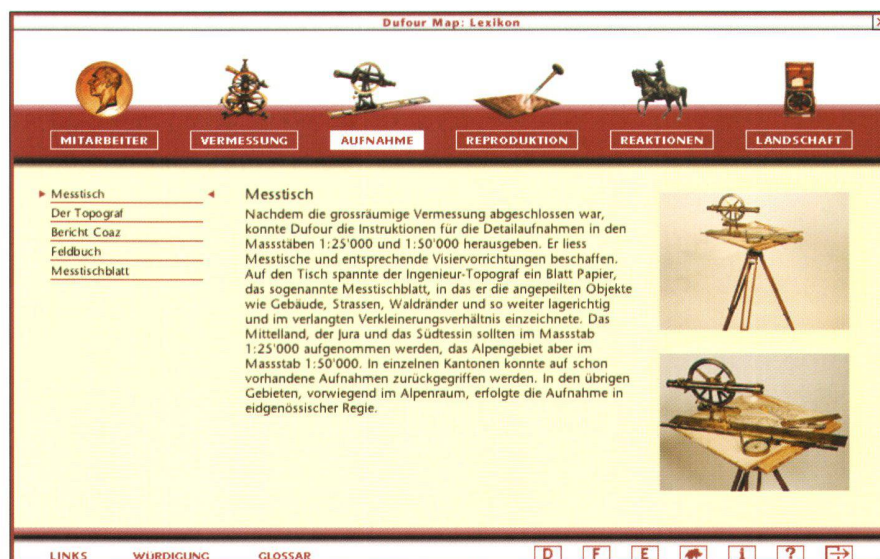 Dufour Map: Lexikon
MITARBEITER
VERMESSUNG
AUFNAHME
REPRODUKTION
REAKTIONEN
LANDSCHAFT
Messtisch
Der Topograf
Bericht Coaz
Feldbuch
Messtischblatt
Messtisch
Nachdem die grossräumige Vermessung abgeschlossen war,
konnte Dufour die Instruktionen für die Detailaufnahmen in den
Massstäben 1:25'000 und 1:50'000 herausgeben. Er liess
Messtische und entsprechende Visiervorrichtungen beschaffen.
Auf den Tisch spannte der Ingenieur-Topograf ein Blatt Papier,
das sogenannte Messtischblatt, in das er die angepeilten Objekte
wie Gebäude, Strassen, Waldränder und so weiter lagerichtig
und im verlangten Verkleinerungsverhältnis einzeichnete. Das
Mittelland, der Jura und das Südtessin sollten im Massstab
1:25'000 aufgenommen werden, das Alpengebiet aber im
Massstab 1:50'000. In einzelnen Kantonen konnte auf schon
vorhandene Aufnahmen zurückgegriffen werden. In den übrigen
Gebieten, vorwiegend im Alpenraum, erfolgte die Aufnahme in
eidgenössischer Regie.
LINKS
WÜRDIGUNG
GLOSSAR
D
F
E
i
?